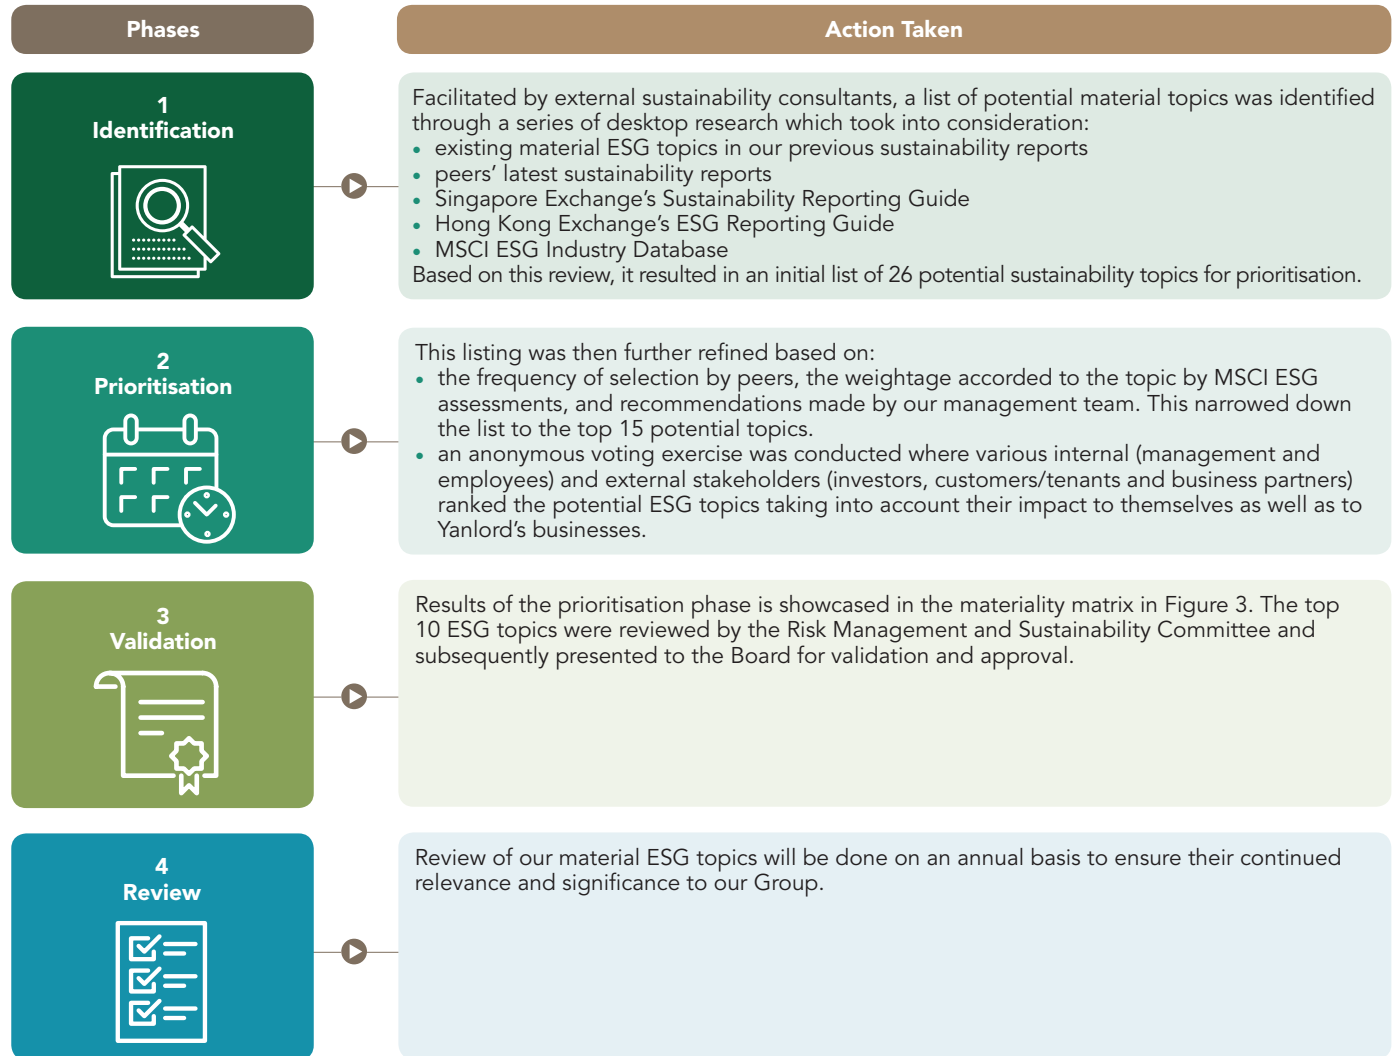 Phases
Action Taken
1
Identification
Facilitated by external sustainability consultants, a list of potential material topics was identified
through a series of desktop research which took into consideration:
• existing material ESG topics in our previous sustainability reports
• peers’ latest sustainability reports
• Singapore Exchange’s Sustainability Reporting Guide
• Hong Kong Exchange’s ESG Reporting Guide
• MSCI ESG Industry Database
Based on this review, it resulted in an initial list of 26 potential sustainability topics for prioritisation.
2
Prioritisation
This listing was then further refined based on:
• the frequency of selection by peers, the weightage accorded to the topic by MSCI ESG
assessments, and recommendations made by our management team. This narrowed down
the list to the top 15 potential topics.
• an anonymous voting exercise was conducted where various internal (management and
employees) and external stakeholders (investors, customers/tenants and business partners)
ranked the potential ESG topics taking into account their impact to themselves as well as to
Yanlord’s businesses.
3
Validation
Results of the prioritisation phase is showcased in the materiality matrix in Figure 3. The top
10 ESG topics were reviewed by the Risk Management and Sustainability Committee and
subsequently presented to the Board for validation and approval.
4
Review
Review of our material ESG topics will be done on an annual basis to ensure their continued
relevance and significance to our Group.